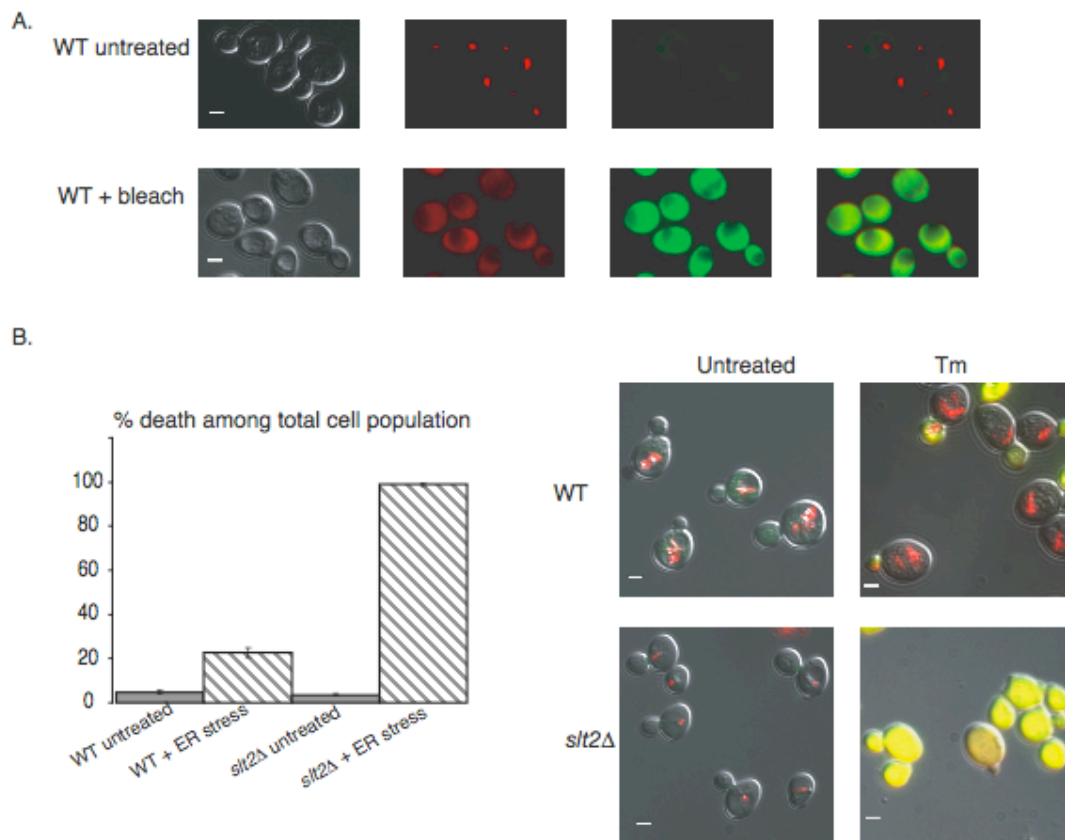 A.
WT untreated
WT + bleach
B.
Untreated
Tm
% death among total cell population
100
80
60
40
20
0
WT untreated
WT + ER stress
slt2Δ untreated
slt2Δ + ER stress
WT
slt2Δ